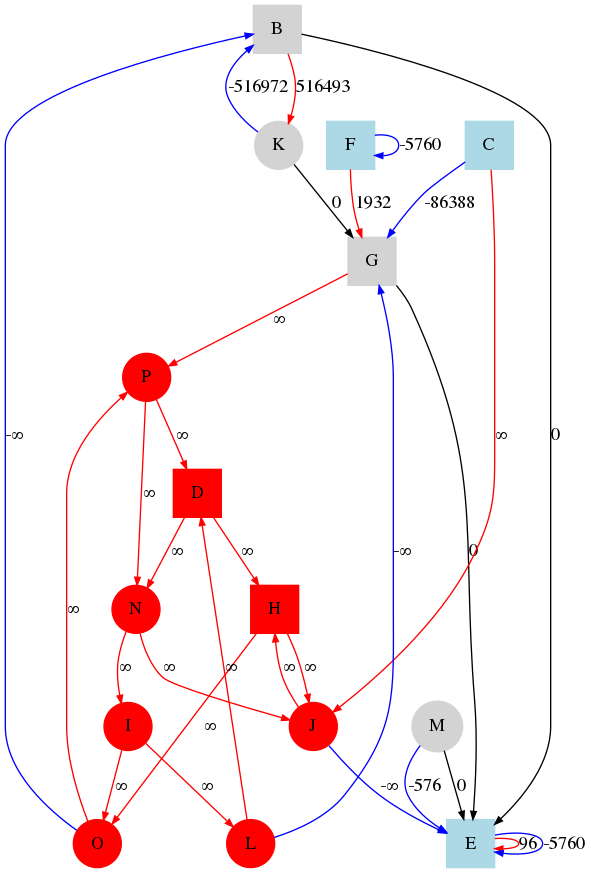 B
-516972 516493
K
F
-5760
C
0
1932
-86388
G
∞
P
-∞
∞
∞
∞
0
D
∞
∞
-∞
0
N
H
∞
∞
∞
∞
∞
∞
∞
I
J
M
∞
∞
-∞
-576
0
O
L
E
96
-5760